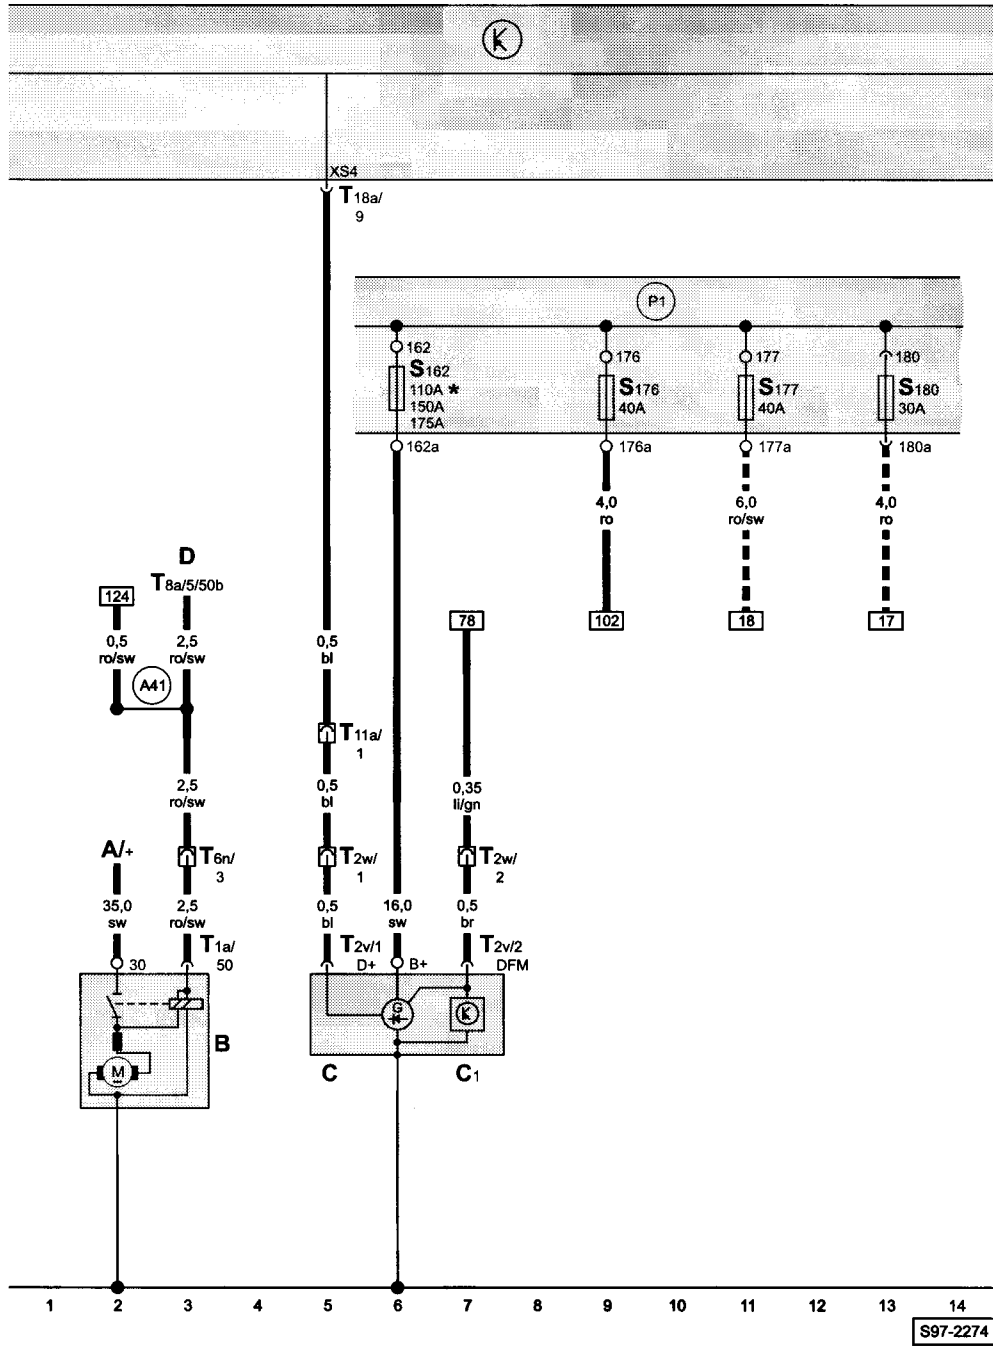 K
XS4
T18a/
9
P1
162
S162
110A *
150A
175A
162a
176
S176
40A
176a
177
S177
40A
177a
180
S180
30A
180a
4,0
ro
6,0
ro/sw
4,0
ro
D
T8a/5/50b
124
78
102
18
17
0,5
ro/sw
2,5
ro/sw
0,5
bl
A41
T11a/
1
2,5
ro/sw
0,5
bl
0,35
li/gn
A/+
T6n/
3
T2w/
1
T2w/
2
35,0
sw
2,5
ro/sw
0,5
bl
16,0
sw
0,5
br
T1a/
50
T2v/1
T2v/2
30
D+
B+
DFM
G
K
B
M
C
C1
1 2 3 4 5 6 7 8 9 10 11 12 13 14
S97-2274